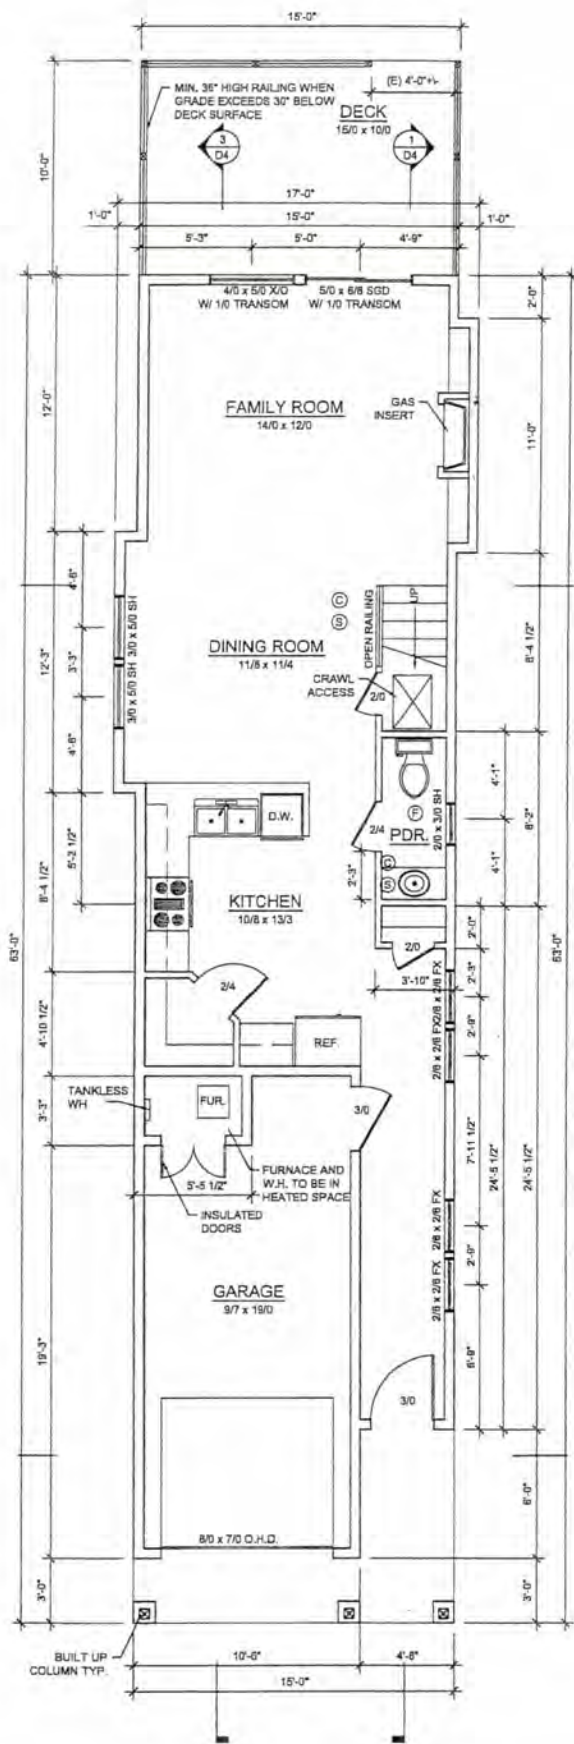 15'-0"
(E) 4'-0"+\-
MIN. 36" HIGH RAILING WHEN
GRADE EXCEEDS 30" BELOW
DECK SURFACE
DECK
15/0 x 10/0
3
D4
1
D4
10'-0"
17'-0"
1'-0"
15'-0"
1'-0"
5'-3"
5'-0"
4'-9"
4/0 x 5/0 X/O
W/ 1/0 TRANSOM
5/0 x 6/8 SGD
W/ 1/0 TRANSOM
2'-0"
12'-0"
FAMILY ROOM
14/0 x 12/0
GAS
INSERT
11'-0"
4'-6"
3'-3"
4'-6"
12'-3"
3/0 x 5/0 SH
3/0 x 5/0 SH
C
S
OPEN RAILING
UP
DINING ROOM
11/6 x 11/4
CRAWL
ACCESS
2/0
8'-4 1/2"
D.W.
2/4
PDR.
F
2/0 x 3/0 SH
4'-1"
4'-1"
8'-2"
5'-2 1/2"
8'-4 1/2"
2'-3"
C
S
KITCHEN
10/8 x 13/3
63'-0"
63'-0"
2/0
3'-10"
2'-0"
2'-3"
2'-9"
2/6 x 2/6 FX
2/6 x 2/6 FX
2/4
REF.
4'-10 1/2"
TANKLESS
WH
FUR.
3/0
3'-3"
5'-5 1/2"
FURNACE AND
W.H. TO BE IN
HEATED SPACE
INSULATED
DOORS
7'-11 1/2"
24'-5 1/2"
24'-5 1/2"
2/6 x 2/6 FX
2/6 x 2/6 FX
2'-9"
GARAGE
9/7 x 19/0
19'-3"
6'-9"
3/0
6'-0"
8/0 x 7/0 O.H.D.
3'-0"
3'-0"
BUILT UP
COLUMN TYP.
10'-6"
4'-6"
15'-0"